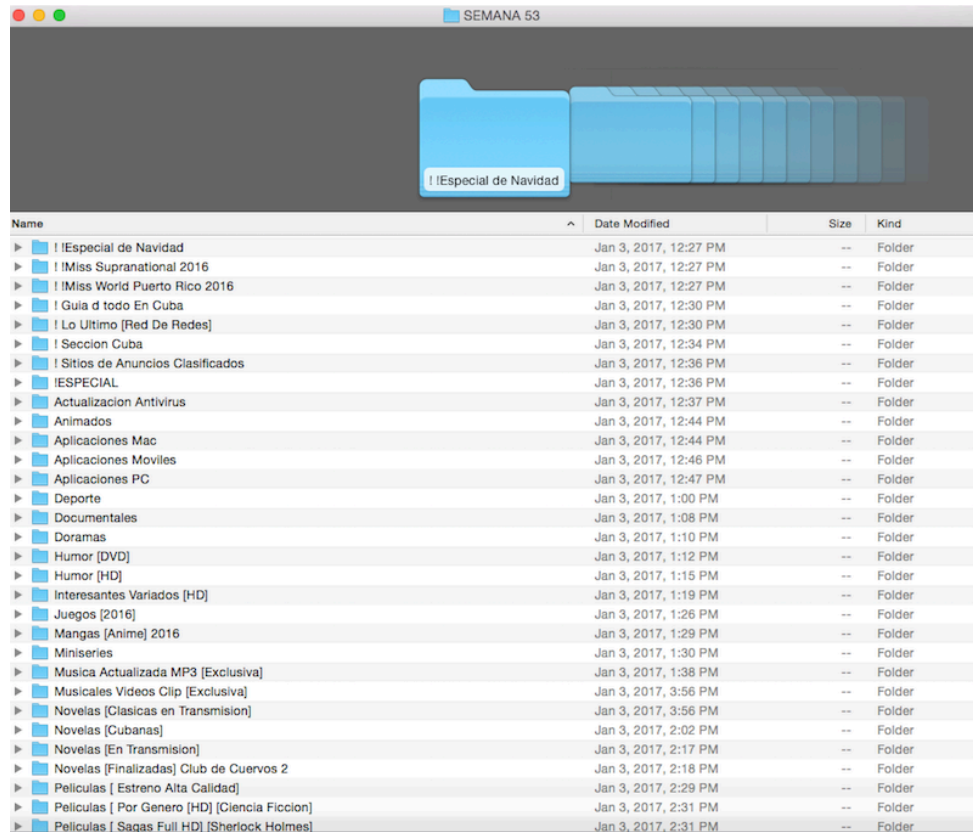 SEMANA 53
! !Especial de Navidad
Name Date Modified Size Kind
! !Especial de Navidad Jan 3, 2017, 12:27 PM -- Folder
! !Miss Supranational 2016 Jan 3, 2017, 12:27 PM -- Folder
! !Miss World Puerto Rico 2016 Jan 3, 2017, 12:27 PM -- Folder
! Guia d todo En Cuba Jan 3, 2017, 12:30 PM -- Folder
! Lo Ultimo [Red De Redes] Jan 3, 2017, 12:30 PM -- Folder
! Seccion Cuba Jan 3, 2017, 12:34 PM -- Folder
! Sitios de Anuncios Clasificados Jan 3, 2017, 12:36 PM -- Folder
!ESPECIAL Jan 3, 2017, 12:36 PM -- Folder
Actualizacion Antivirus Jan 3, 2017, 12:37 PM -- Folder
Animados Jan 3, 2017, 12:44 PM -- Folder
Aplicaciones Mac Jan 3, 2017, 12:44 PM -- Folder
Aplicaciones Moviles Jan 3, 2017, 12:46 PM -- Folder
Aplicaciones PC Jan 3, 2017, 12:47 PM -- Folder
Deporte Jan 3, 2017, 1:00 PM -- Folder
Documentales Jan 3, 2017, 1:08 PM -- Folder
Doramas Jan 3, 2017, 1:10 PM -- Folder
Humor [DVD] Jan 3, 2017, 1:12 PM -- Folder
Humor [HD] Jan 3, 2017, 1:15 PM -- Folder
Interesantes Variados [HD] Jan 3, 2017, 1:19 PM -- Folder
Juegos [2016] Jan 3, 2017, 1:26 PM -- Folder
Mangas [Anime] 2016 Jan 3, 2017, 1:29 PM -- Folder
Miniseries Jan 3, 2017, 1:30 PM -- Folder
Musica Actualizada MP3 [Exclusiva] Jan 3, 2017, 1:38 PM -- Folder
Musicales Videos Clip [Exclusiva] Jan 3, 2017, 3:56 PM -- Folder
Novelas [Clasicas en Transmision] Jan 3, 2017, 3:56 PM -- Folder
Novelas [Cubanas] Jan 3, 2017, 2:02 PM -- Folder
Novelas [En Transmision] Jan 3, 2017, 2:17 PM -- Folder
Novelas [Finalizadas] Club de Cuervos 2 Jan 3, 2017, 2:18 PM -- Folder
Peliculas [ Estreno Alta Calidad] Jan 3, 2017, 2:29 PM -- Folder
Peliculas [ Por Genero [HD] [Ciencia Ficcion] Jan 3, 2017, 2:31 PM -- Folder
Peliculas [ Sagas Full HD] [Sherlock Holmes] Jan 3, 2017, 2:31 PM -- Folder